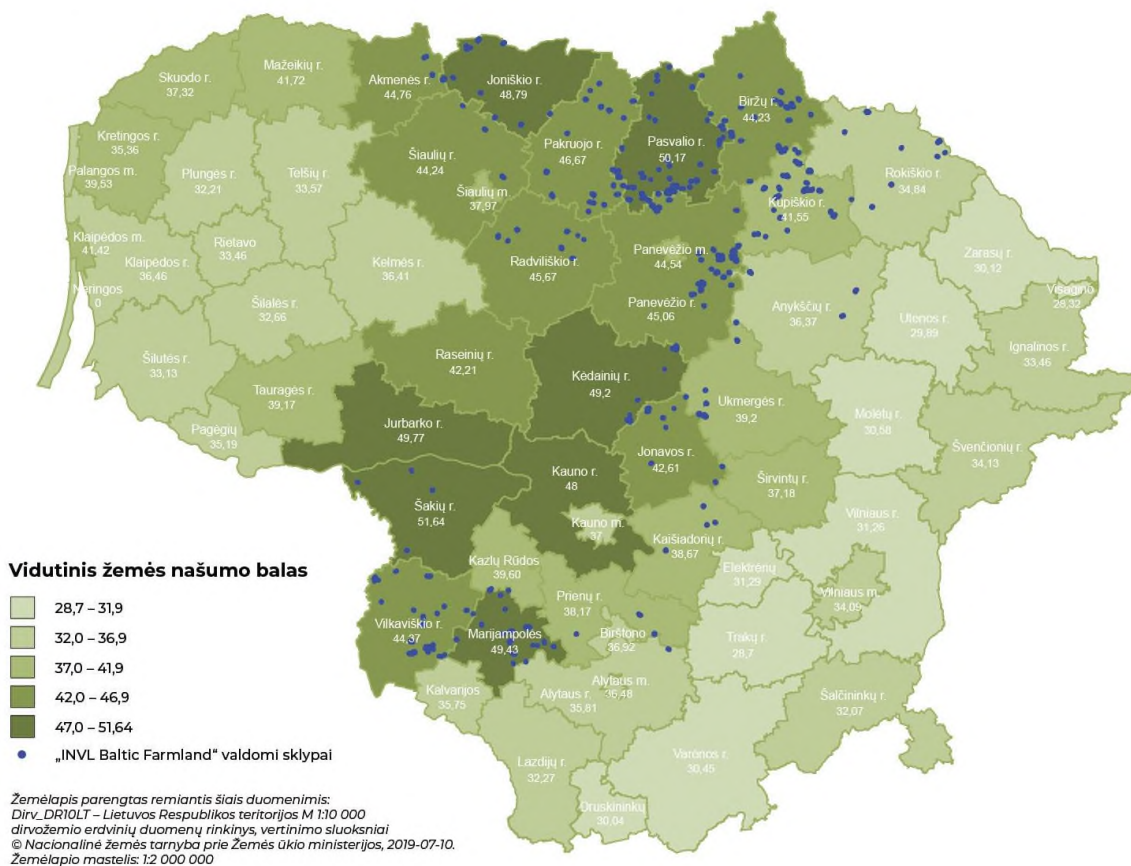 Skuodo r.
37,32
Mažeikių r.
41,72
Akmenės r.
44,76
Joniškio r.
48,79
Kretingos r.
35,36
Palangos m.
39,53
Plungės r.
32,21
Telšių r.
33,57
Šiaulių r.
44,24
Šiaulių m.
37,97
Pakruojo r.
46,67
Pasvalio r.
50,17
Biržų r.
44,23
Rokiškio r.
34,84
Kupiškio r.
41,55
Klaipėdos m.
41,42
Klaipėdos r.
36,46
Rietavo
33,46
Kelmės r.
36,41
Radviliškio r.
45,67
Panevėžio m.
44,54
Panevėžio r.
45,06
Zarasų r.
30,12
Visagino
28,32
Neringos
0
Šilalės r.
32,66
Anykščių r.
36,37
Utenos r.
29,89
Ignalinos r.
33,46
Šilutės r.
33,13
Tauragės r.
39,17
Raseinių r.
42,21
Kėdainių r.
49,2
Ukmergės r.
39,2
Molėtų r.
30,58
Pagėgių
35,19
Jurbarko r.
49,77
Jonavos r.
42,61
Švenčionių r.
34,13
Kauno r.
48
Kauno m.
37
Širvintų r.
37,18
Šakių r.
51,64
Kaišiadorių r.
38,67
Vilniaus r.
31,26
Kazlų Rūdos
39,60
Elektrėnų
31,29
Vilniaus m.
34,09
Prienų r.
38,17
Vilkaviškio r.
44,37
Marijampolės
49,43
Birštono
36,92
Trakų r.
28,7
Kalvarijos
35,75
Alytaus m.
36,48
Alytaus r.
35,81
Šalčininkų r.
32,07
Lazdijų r.
32,27
Varėnos r.
30,45
Druskininkų
30,04
Vidutinis žemės našumo balas
28,7 – 31,9
32,0 – 36,9
37,0 – 41,9
42,0 – 46,9
47,0 – 51,64
„INVL Baltic Farmland“ valdomi sklypai
Žemėlapis parengtas remiantis šiais duomenimis:
Dirv_DR10LT – Lietuvos Respublikos teritorijos M 1:10 000
dirvožemio erdvinių duomenų rinkinys, vertinimo sluoksniai
© Nacionalinė žemės tarnyba prie Žemės ūkio ministerijos, 2019-07-10.
Žemėlapio mastelis: 1:2 000 000